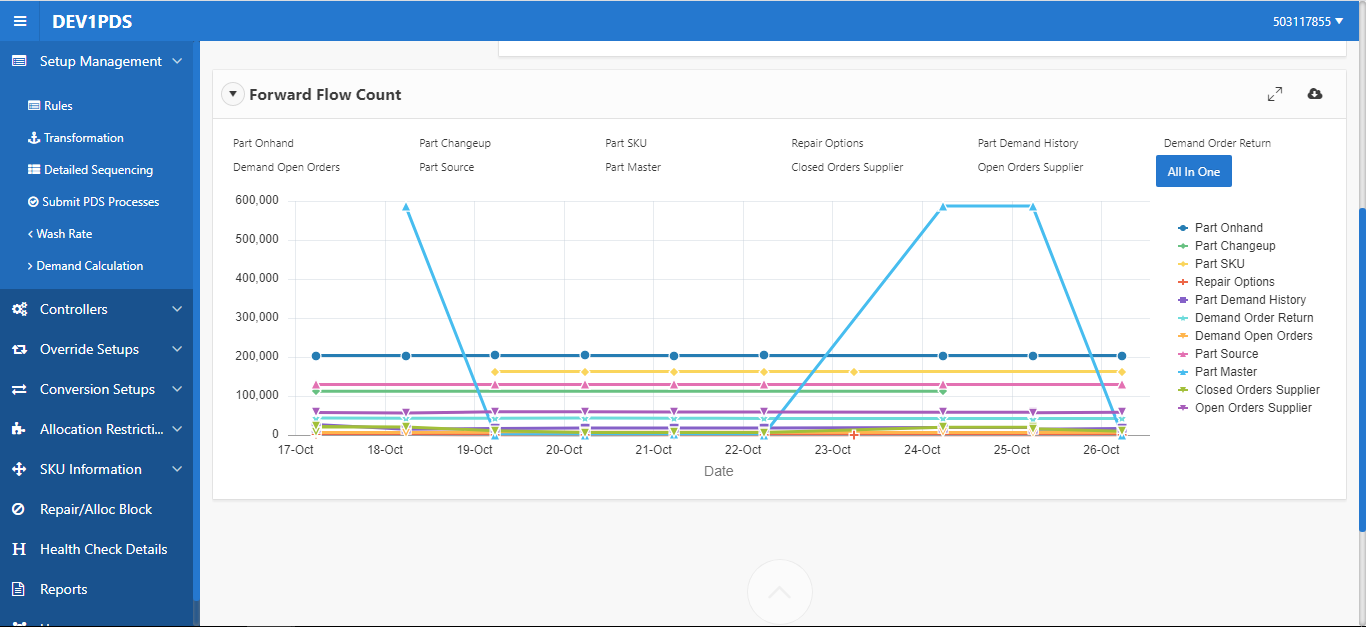 DEV1PDS
503117855
Setup Management
Rules
Transformation
Detailed Sequencing
Submit PDS Processes
Wash Rate
Demand Calculation
Controllers
Override Setups
Conversion Setups
Allocation Restricti...
SKU Information
Repair/Alloc Block
H Health Check Details
Reports
Forward Flow Count
Part Onhand Part Changeup Part SKU Repair Options Part Demand History Demand Order Return
Demand Open Orders Part Source Part Master Closed Orders Supplier Open Orders Supplier
All In One
600,000
500,000
400,000
300,000
200,000
100,000
0
17-Oct 18-Oct 19-Oct 20-Oct 21-Oct 22-Oct 23-Oct 24-Oct 25-Oct 26-Oct
Date
Part Onhand
Part Changeup
Part SKU
Repair Options
Part Demand History
Demand Order Return
Demand Open Orders
Part Source
Part Master
Closed Orders Supplier
Open Orders Supplier